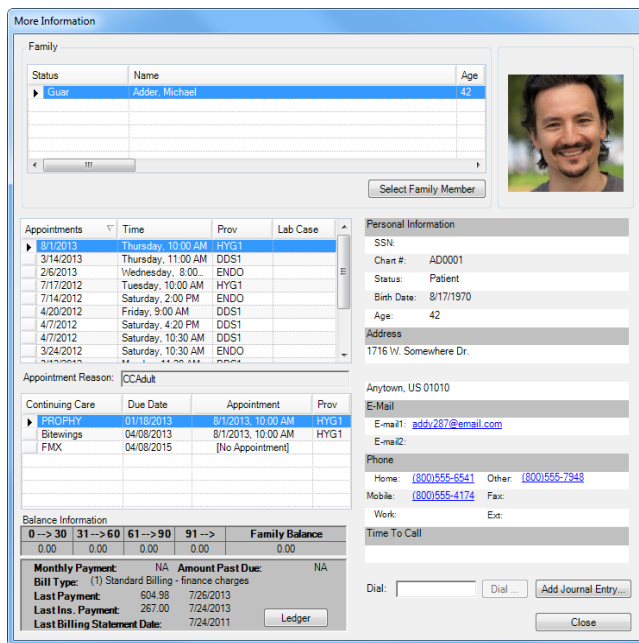 More Information
Family
Status Name Age
Guar Adder, Michael 42
Select Family Member
Appointments Time Prov Lab Case
8/1/2013 Thursday, 10:00 AM HYG1
3/14/2013 Thursday, 11:00 AM DDS1
2/6/2013 Wednesday, 8:00... ENDO
7/17/2012 Tuesday, 10:00 AM HYG1
7/14/2012 Saturday, 2:00 PM ENDO
4/20/2012 Friday, 9:00 AM DDS1
4/7/2012 Saturday, 4:20 PM DDS1
4/7/2012 Saturday, 10:30 AM DDS1
3/24/2012 Saturday, 10:30 AM ENDO
Appointment Reason: CCAdult
Continuing Care Due Date Appointment Prov
PROPHY 01/18/2013 8/1/2013, 10:00 AM HYG1
Bitewings 04/08/2013 8/1/2013, 10:00 AM HYG1
FMX 04/08/2015 [No Appointment]
Balance Information
0 --> 30 31 -->60 61 -->90 91 --> Family Balance
0.00 0.00 0.00 0.00 0.00
Monthly Payment: NA Amount Past Due: NA
Bill Type: (1) Standard Billing - finance charges
Last Payment: 604.98 7/26/2013
Last Ins. Payment: 267.00 7/24/2013
Last Billing Statement Date: 7/24/2011
Ledger
Personal Information
SSN:
Chart #: AD0001
Status: Patient
Birth Date: 8/17/1970
Age: 42
Address
1716 W. Somewhere Dr.
Anytown, US 01010
E-Mail
E-mail1: addy287@email.com
E-mail2:
Phone
Home: (800)555-6541 Other: (800)555-7948
Mobile: (800)555-4174 Fax:
Work: Ext:
Time To Call
Dial: Dial ... Add Journal Entry...
Close